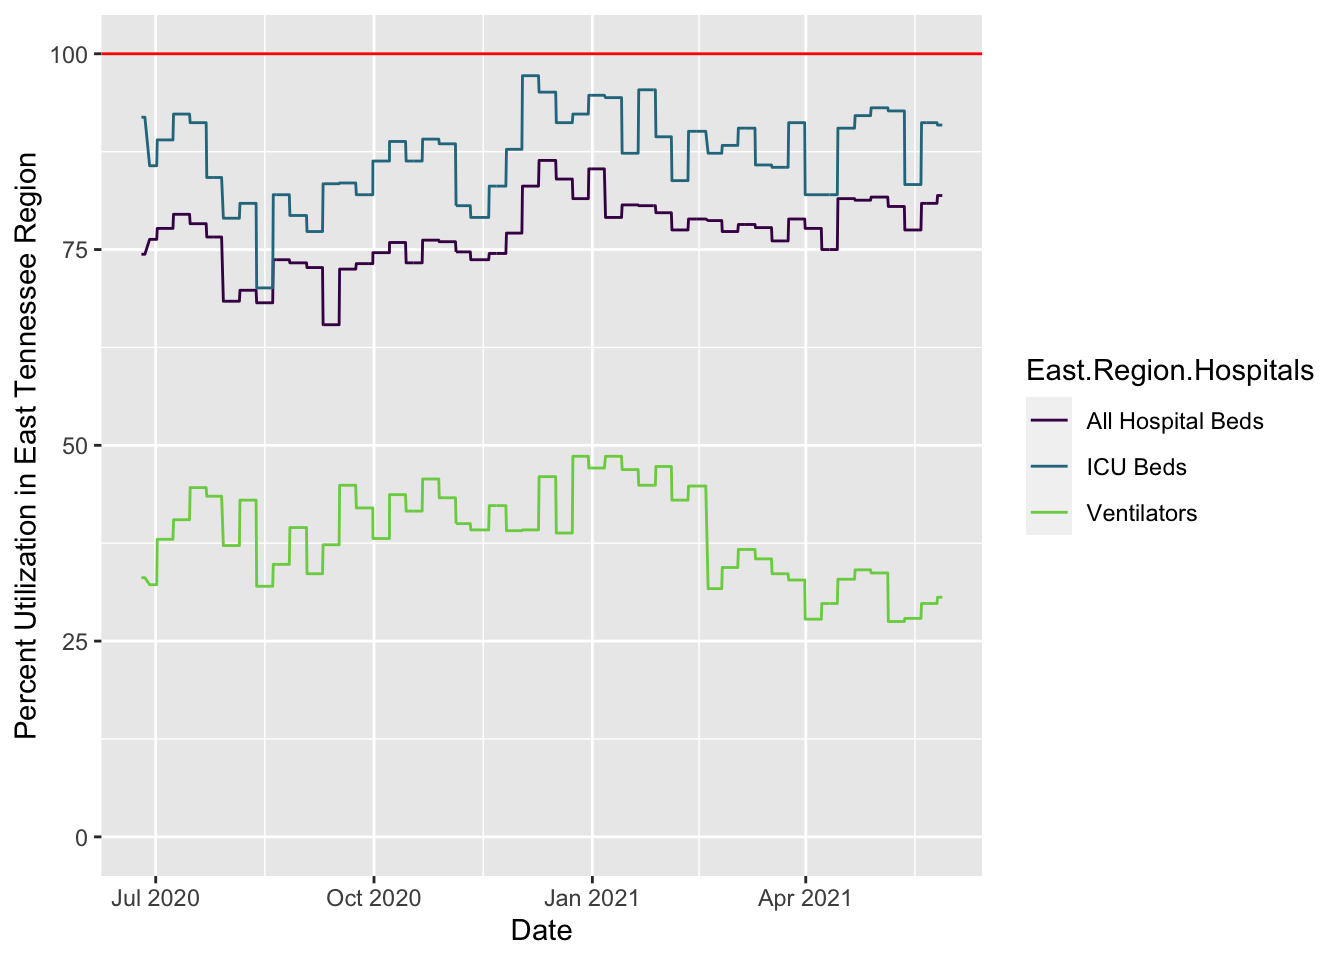 Percent Utilization in East Tennessee Region
100
75
50
25
0
Jul 2020
Oct 2020
Jan 2021
Apr 2021
Date
East.Region.Hospitals
All Hospital Beds
ICU Beds
Ventilators